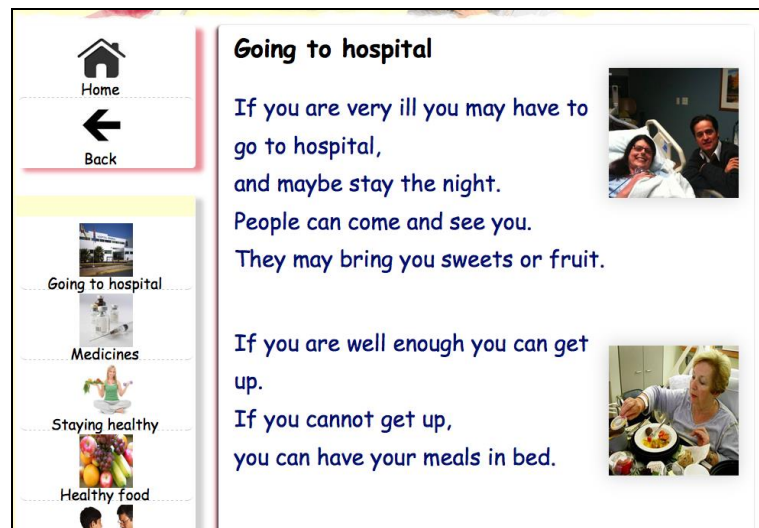 Home
Back
Going to hospital
Medicines
Staying healthy
Healthy food
Going to hospital
If you are very ill you may have to
go to hospital,
and maybe stay the night.
People can come and see you.
They may bring you sweets or fruit.
If you are well enough you can get
up.
If you cannot get up,
you can have your meals in bed.